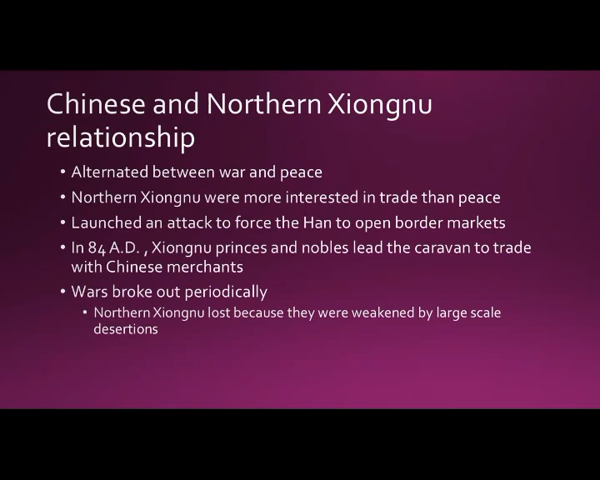 Chinese and Northern Xiongnu
relationship
• Alternated between war and peace
• Northern Xiongnu were more interested in trade than peace
• Launched an attack to force the Han to open border markets
• In 84 A.D. , Xiongnu princes and nobles lead the caravan to trade
with Chinese merchants
• Wars broke out periodically
• Northern Xiongnu lost because they were weakened by large scale
desertions